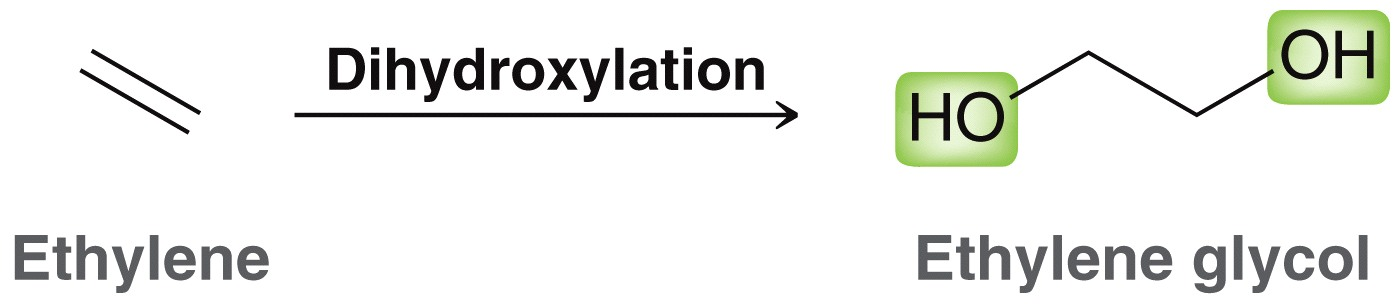 Dihydroxylation
HO
OH
Ethylene
Ethylene glycol